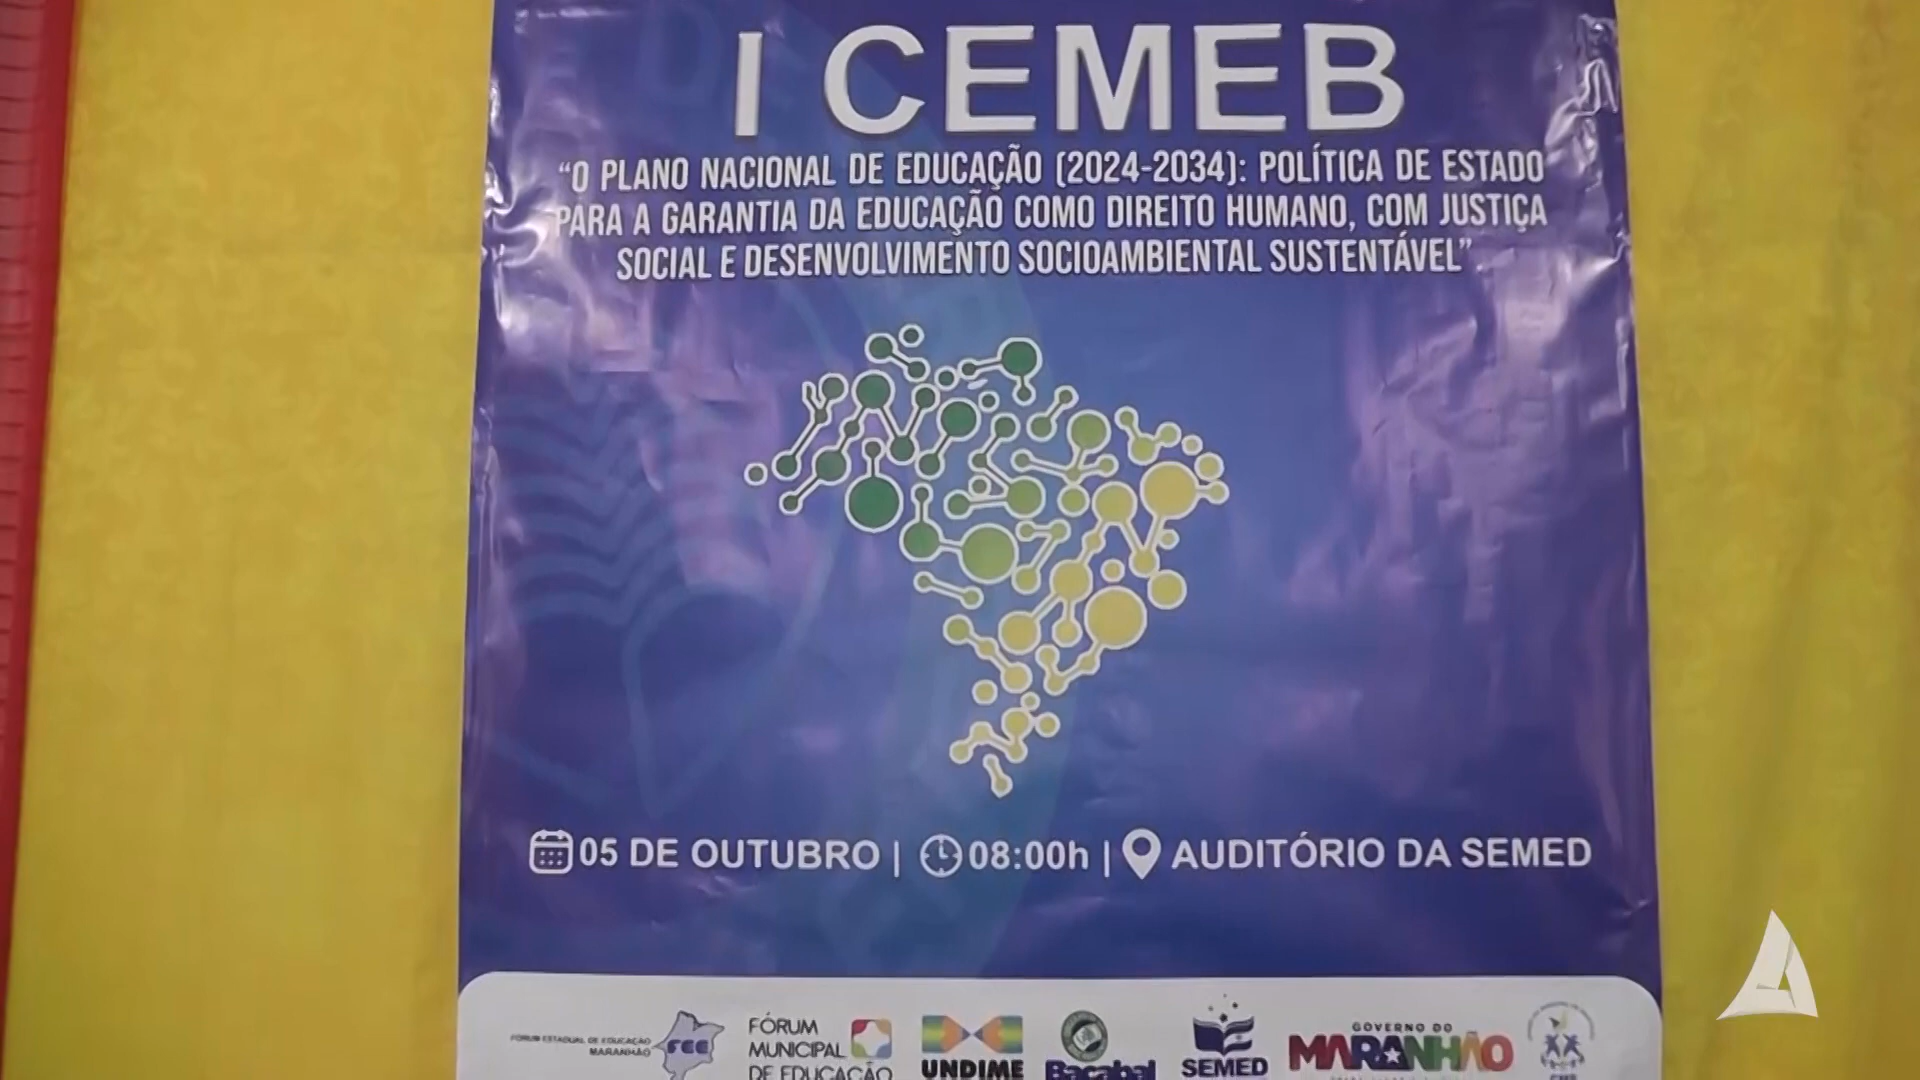 I CEMEB
“O PLANO NACIONAL DE EDUCAÇÃO (2024-2034): POLÍTICA DE ESTADO
PARA A GARANTIA DA EDUCAÇÃO COMO DIREITO HUMANO, COM JUSTIÇA
SOCIAL E DESENVOLVIMENTO SOCIOAMBIENTAL SUSTENTÁVEL”
05 DE OUTUBRO | 08:00h | AUDITÓRIO DA SEMED
FÓRUM ESTADUAL DE EDUCAÇÃO
MARANHÃO
FEE
FÓRUM
MUNICIPAL
DE EDUCAÇÃO
UNDIME
Bacabal
SEMED
GOVERNO DO
MARANHÃO